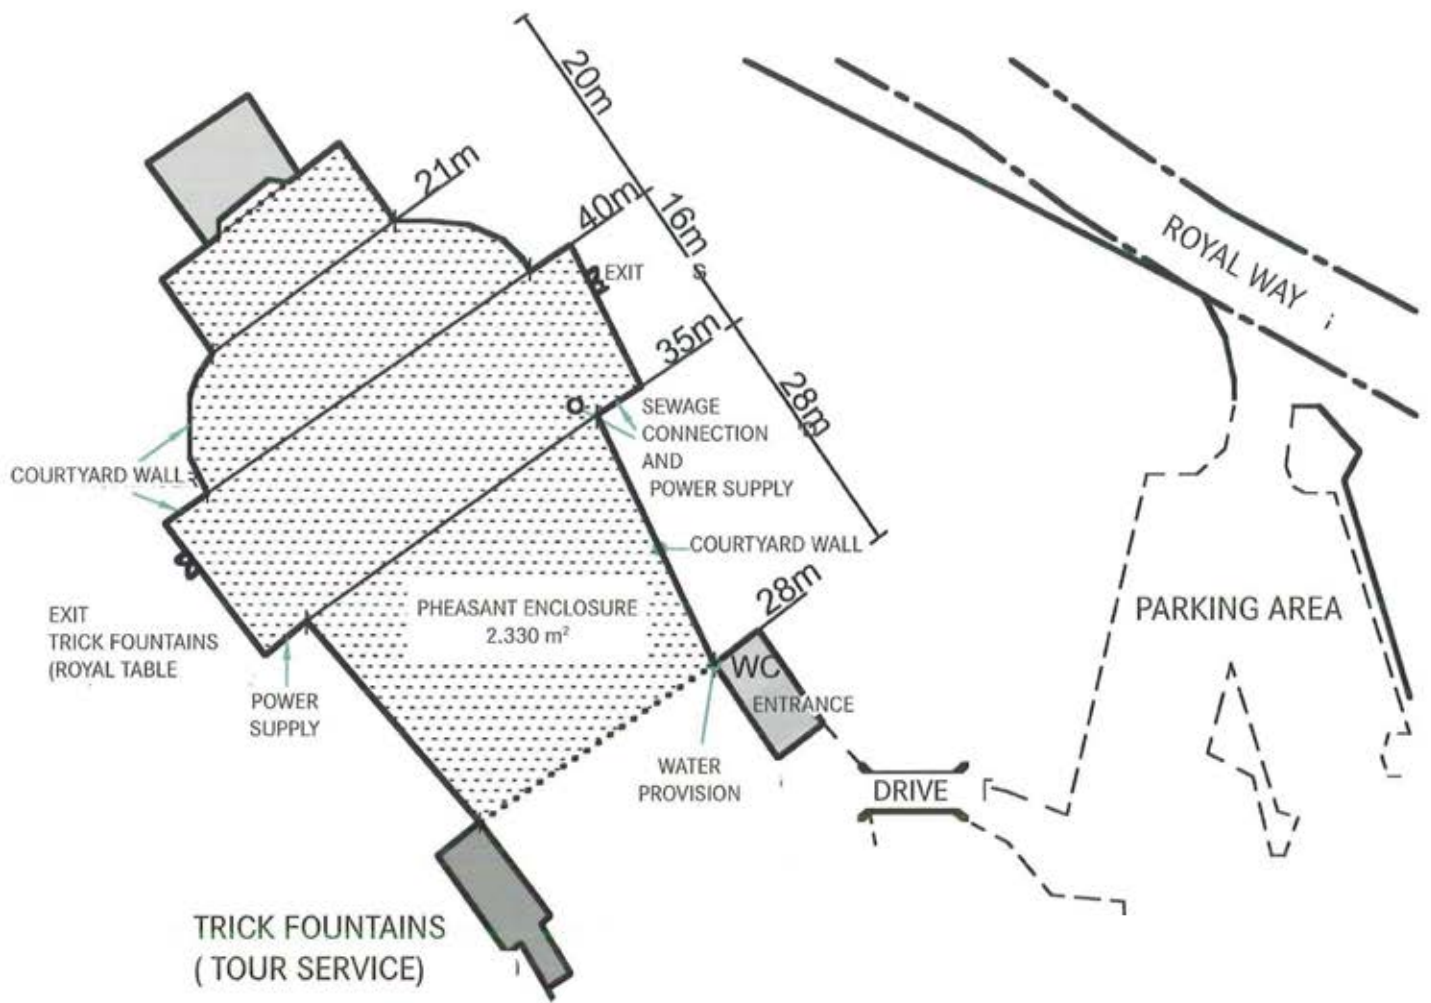 20m
21m
40m
16m
EXIT
S
ROYAL WAY
i
35m
28m
SEWAGE
CONNECTION
AND
POWER SUPPLY
COURTYARD WALL
COURTYARD WALL
28m
PHEASANT ENCLOSURE
2.330 m²
PARKING AREA
EXIT
TRICK FOUNTAINS
(ROYAL TABLE
WC
ENTRANCE
POWER
SUPPLY
WATER
PROVISION
DRIVE
TRICK FOUNTAINS
( TOUR SERVICE)